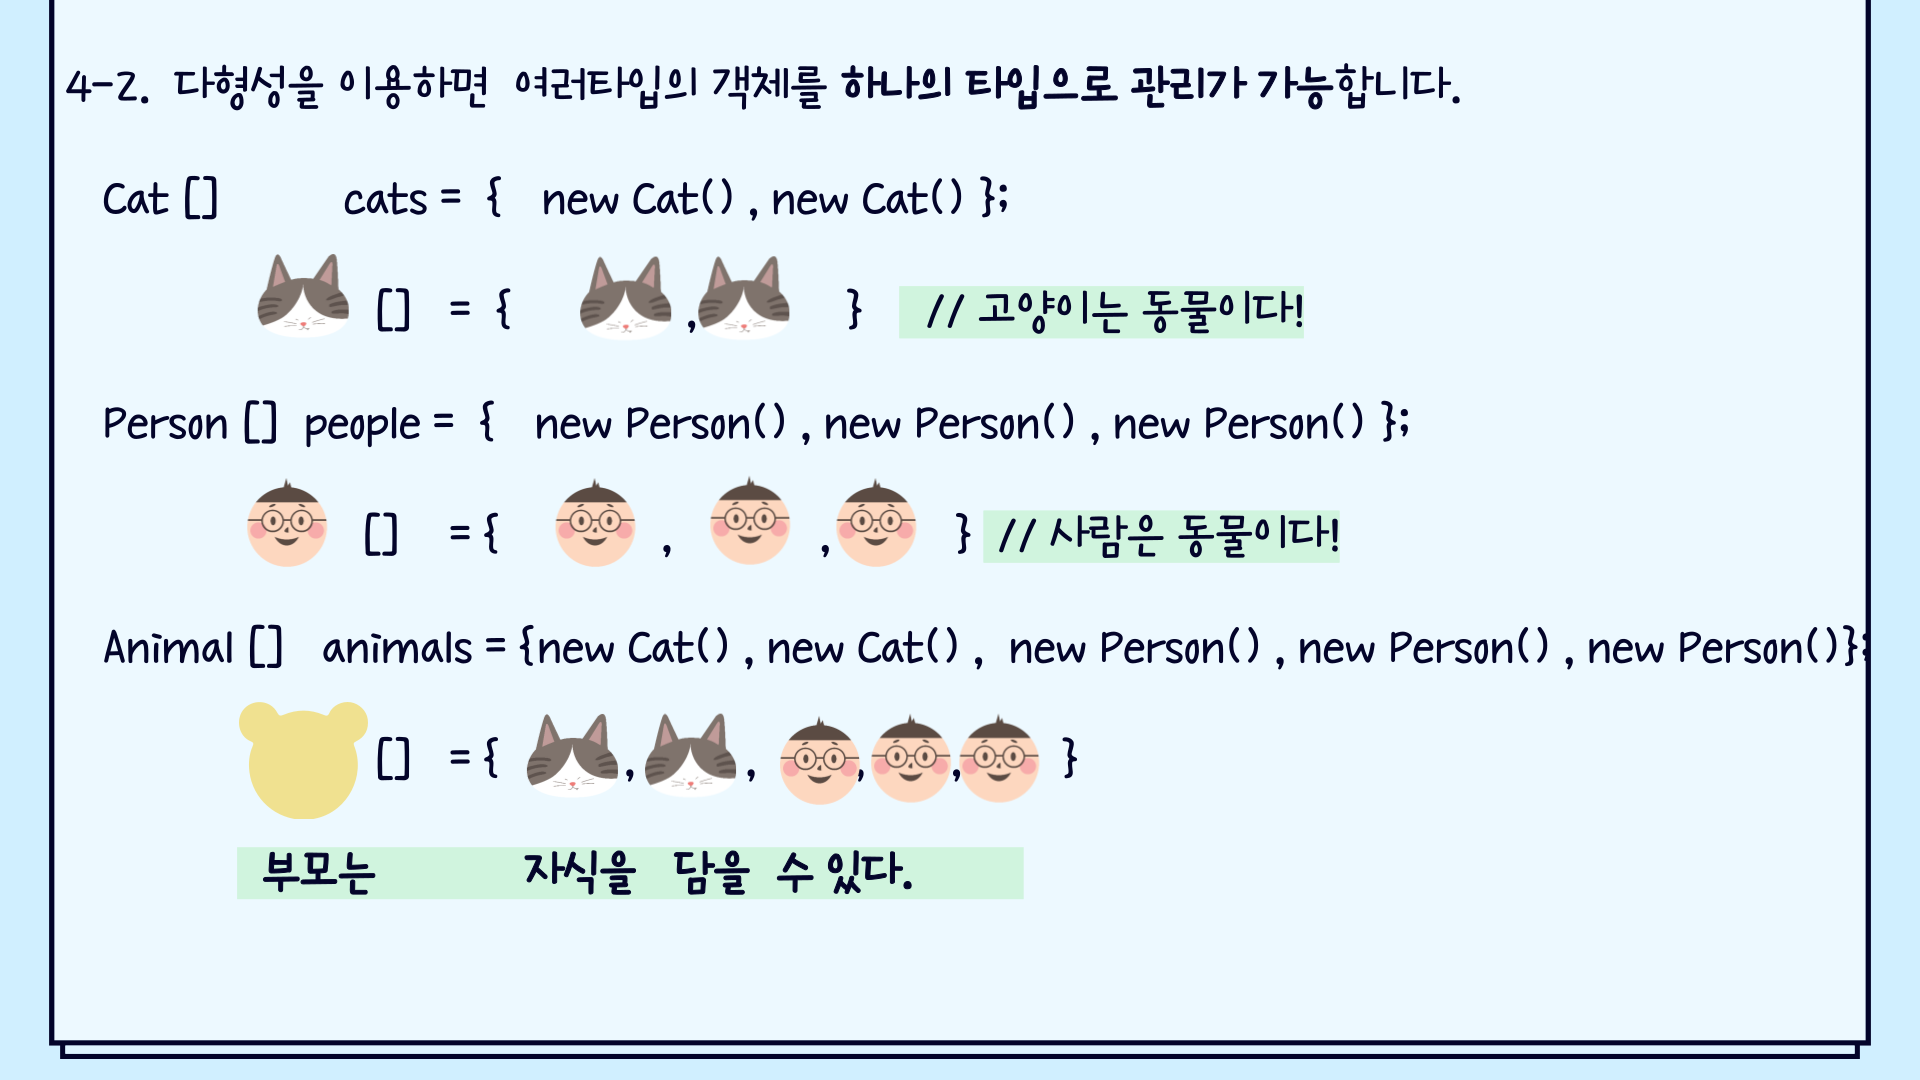 4-2. 다형성을 이용하면 여러타입의 객체를 하나의 타입으로 관리가 가능합니다.
Cat [] cats = { new Cat() , new Cat() };
[] = { , } // 고양이는 동물이다!
Person [] people = { new Person() , new Person() , new Person() };
[] = { , , } // 사람은 동물이다!
Animal [] animals = {new Cat() , new Cat() , new Person() , new Person() , new Person()};
[] = { , , , , }
부모는 자식을 담을 수 있다.